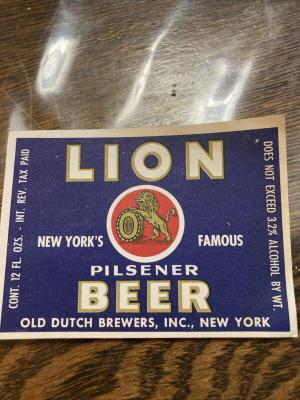 LION
NEW YORK'S FAMOUS
PILSENER
BEER
OLD DUTCH BREWERS, INC., NEW YORK
CONT. 12 FL. OZS. - INT. REV. TAX PAID
DOES NOT EXCEED 3.2% ALCOHOL BY WT.